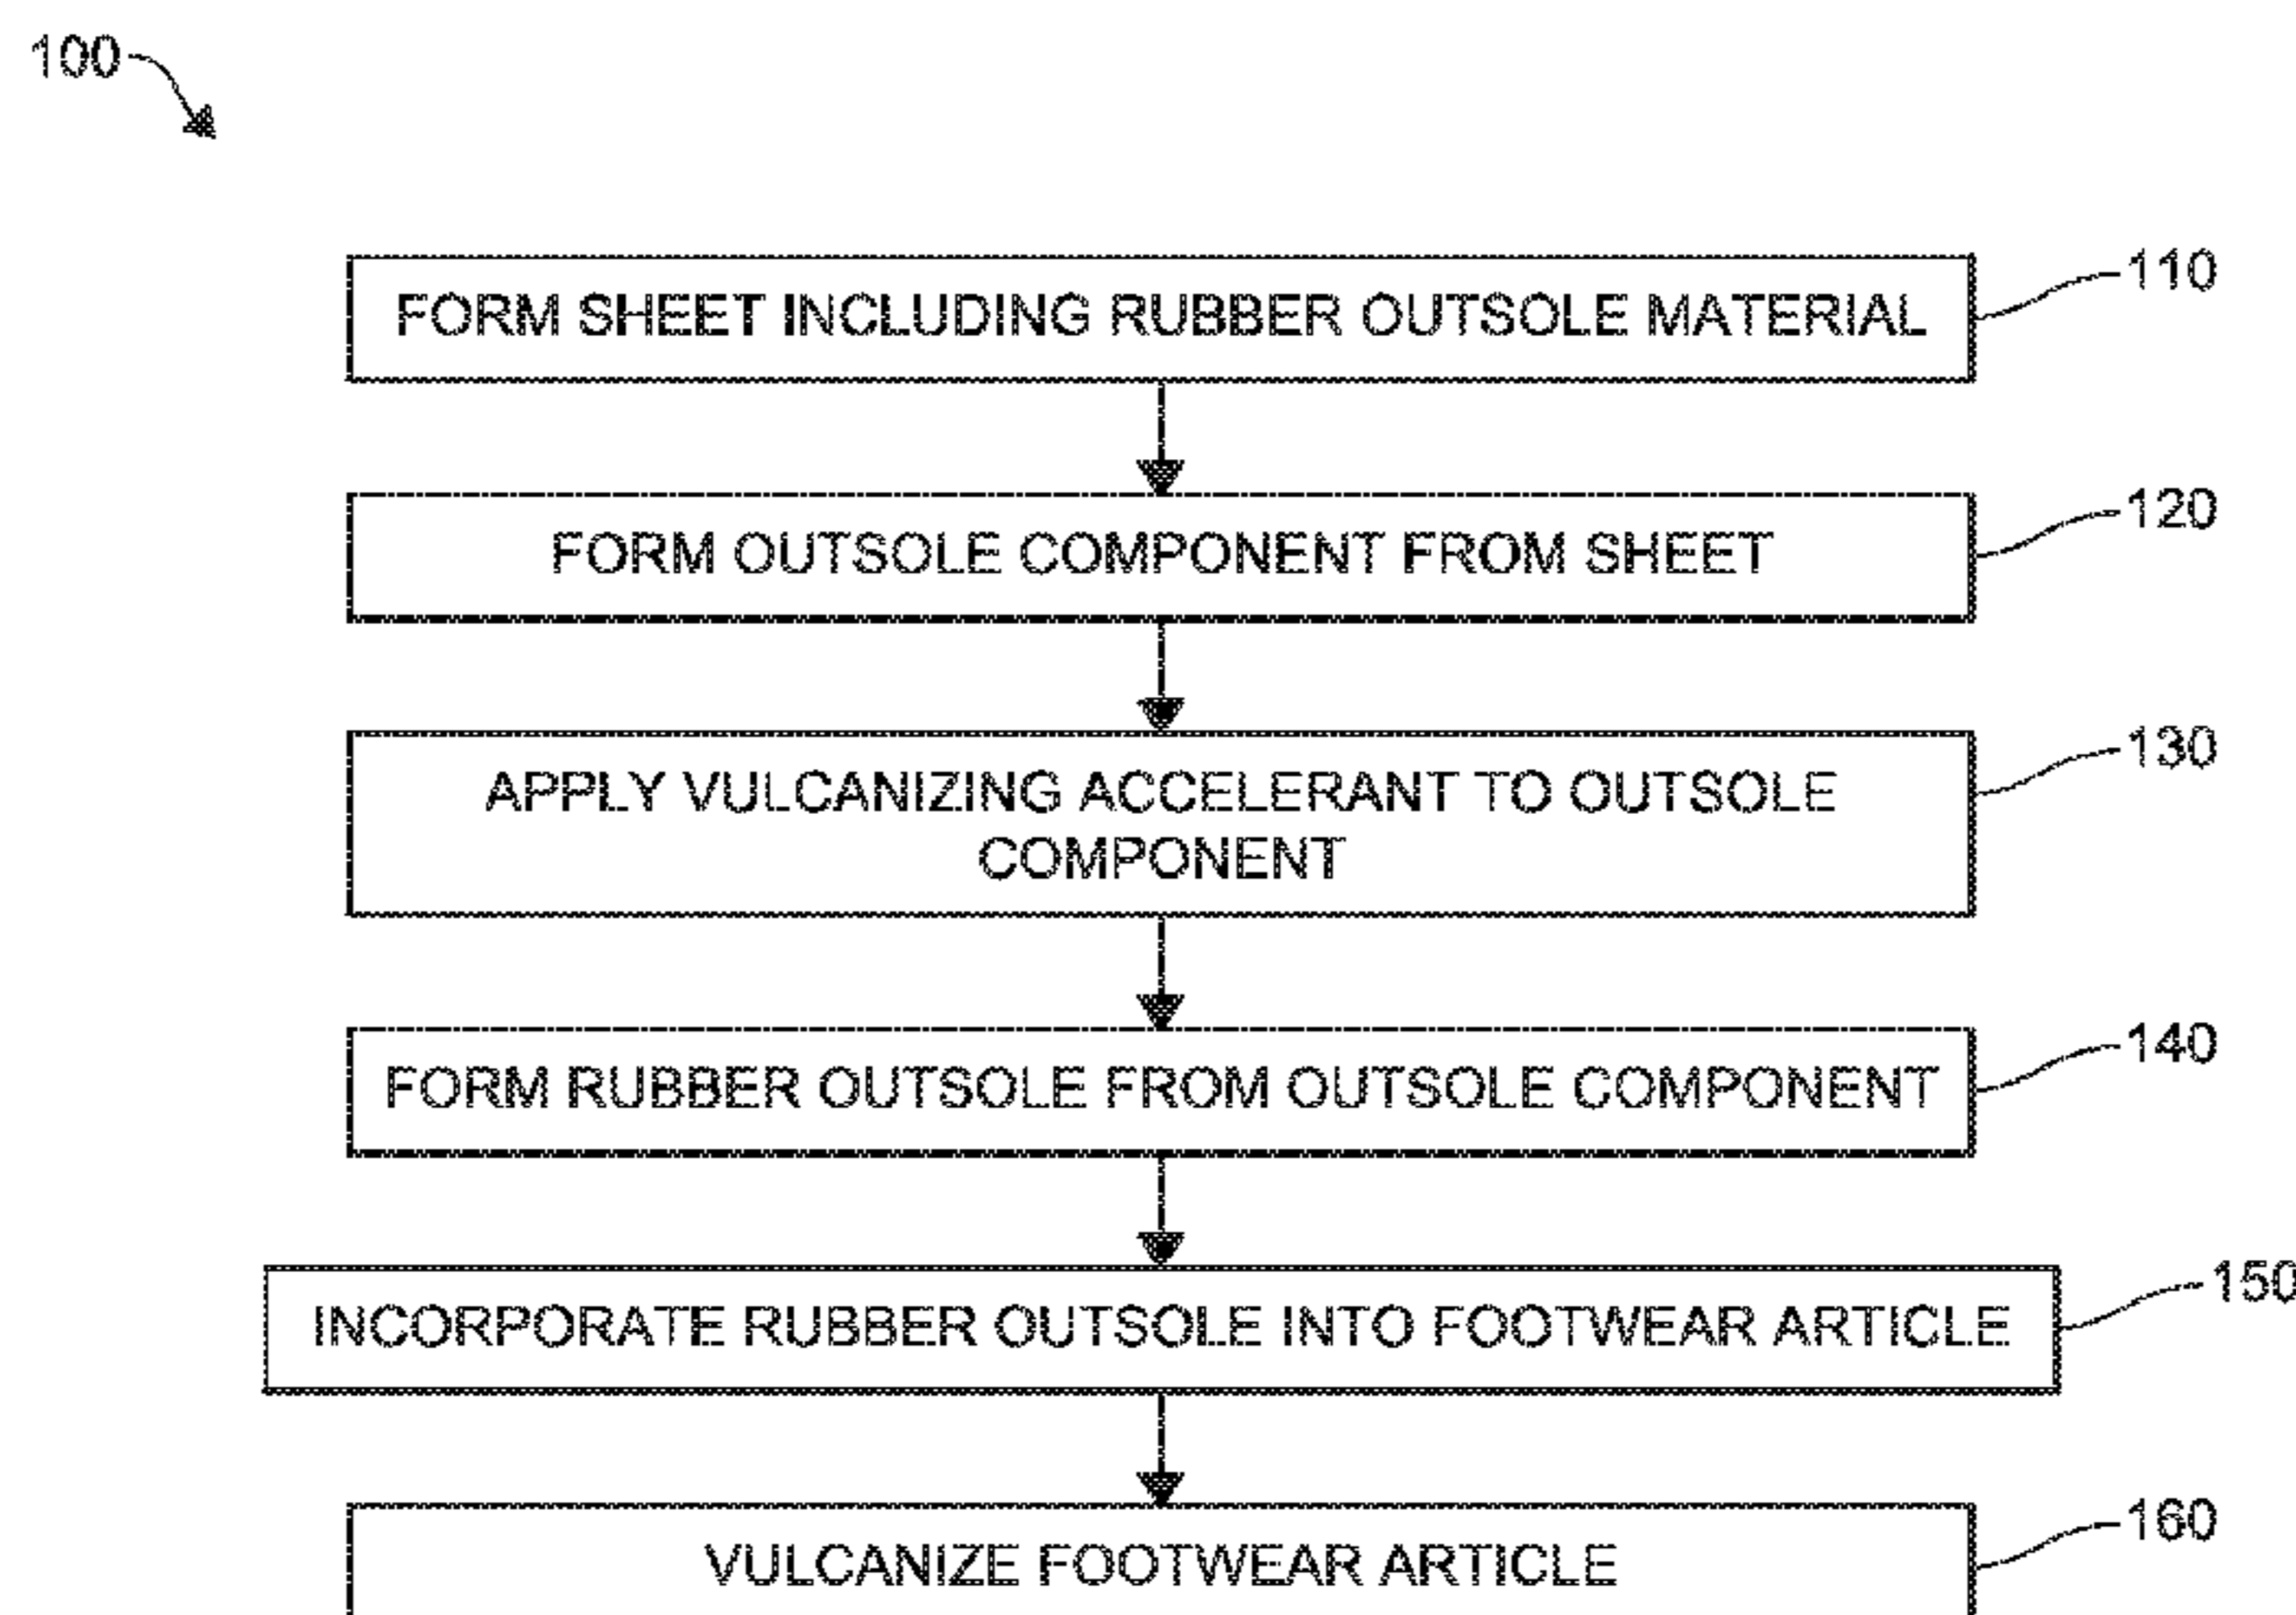 100
FORM SHEET INCLUDING RUBBER OUTSOLE MATERIAL
110
FORM OUTSOLE COMPONENT FROM SHEET
120
APPLY VULCANIZING ACCELERANT TO OUTSOLE
COMPONENT
130
FORM RUBBER OUTSOLE FROM OUTSOLE COMPONENT
140
INCORPORATE RUBBER OUTSOLE INTO FOOTWEAR ARTICLE
150
VULCANIZE FOOTWEAR ARTICLE
160